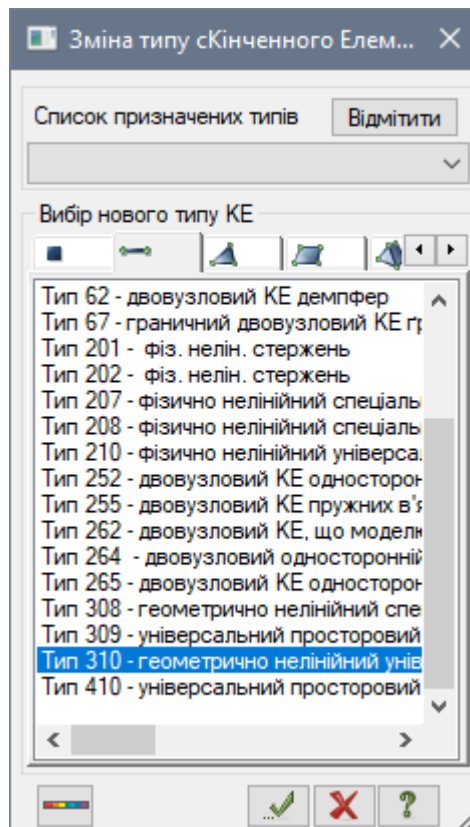 Зміна типу сКінченного Елем...
Список призначених типів
Відмітити
Вибір нового типу КЕ
Тип 62 - двовузловий КЕ демпфер
Тип 67 - граничний двовузловий КЕ ґр
Тип 201 - фіз. нелін. стержень
Тип 202 - фіз. нелін. стержень
Тип 207 - фізично нелінійний спеціаль
Тип 208 - фізично нелінійний спеціаль
Тип 210 - фізично нелінійний універса
Тип 252 - двовузловий КЕ односторон
Тип 255 - двовузловий КЕ пружних в'я
Тип 262 - двовузловий КЕ, що моделю
Тип 264 - двовузловий односторонній
Тип 265 - двовузловий КЕ односторон
Тип 308 - геометрично нелінійний спе
Тип 309 - універсальний просторовий
Тип 310 - геометрично нелінійний унів
Тип 410 - універсальний просторовий